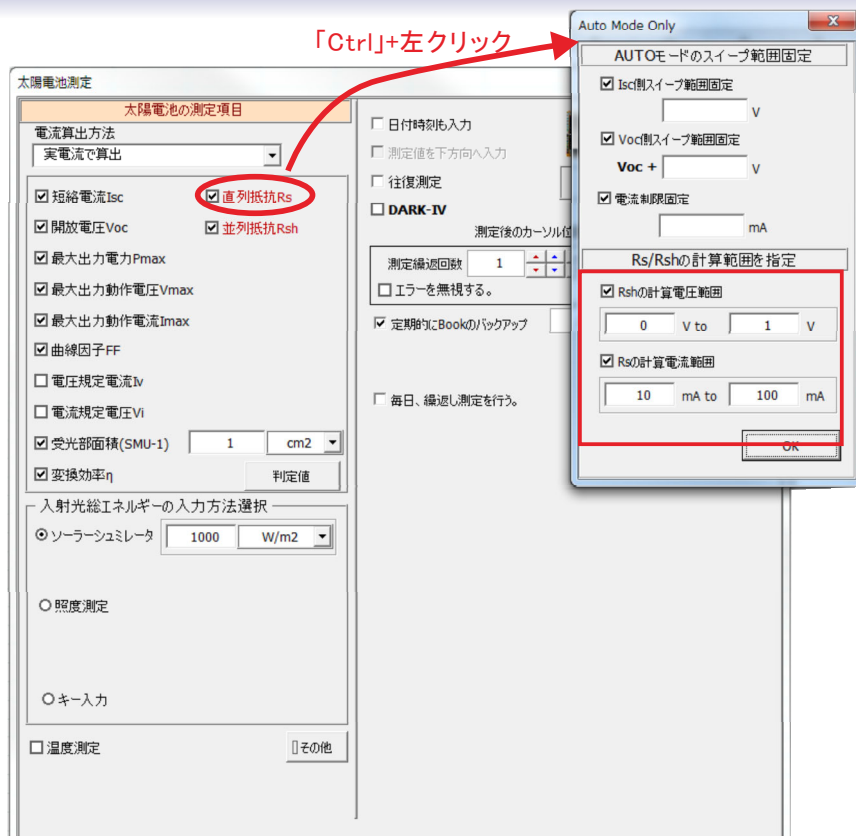 「Ctrl」+左クリック
太陽電池測定
太陽電池の測定項目
電流算出方法
実電流で算出
短絡電流Isc
直列抵抗Rs
開放電圧Voc
並列抵抗Rsh
最大出力電力Pmax
最大出力動作電圧Vmax
最大出力動作電流Imax
曲線因子FF
電圧規定電流Iv
電流規定電圧Vi
受光部面積(SMU-1) 1 cm2
変換効率η 判定値
入射光総エネルギーの入力方法選択
ソーラーシュミレータ 1000 W/m2
照度測定
キー入力
温度測定 その他
日付時刻も入力
測定値を下方向へ入力
往復測定
DARK-IV
測定後のカーソル位
測定繰返回数 1
エラーを無視する。
定期的にBookのバックアップ
毎日、繰返し測定を行う。
Auto Mode Only
AUTOモードのスイープ範囲固定
Isc側スイープ範囲固定
V
Voc側スイープ範囲固定
Voc + V
電流制限固定
mA
Rs/Rshの計算範囲を指定
Rshの計算電圧範囲
0 V to 1 V
Rsの計算電流範囲
10 mA to 100 mA
OK